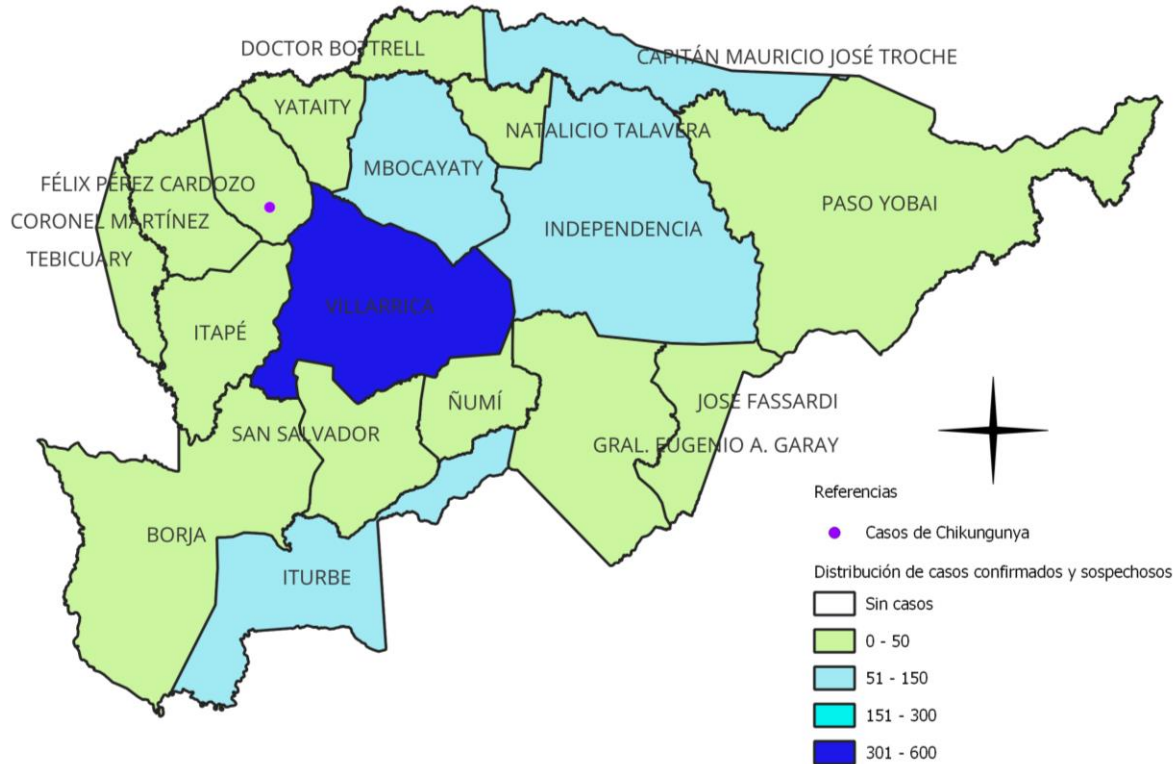 DOCTOR BOTTRELL
CAPITÁN MAURICIO JOSÉ TROCHE
YATAITY
NATALICIO TALAVERA
MBOCAYATY
FÉLIX PÉREZ CARDOZO
PASO YOBAI
CORONEL MARTÍNEZ
INDEPENDENCIA
TEBICUARY
VILLARRICA
ITAPÉ
ÑUMÍ
JOSE FASSARDI
SAN SALVADOR
GRAL. EUGENIO A. GARAY
BORJA
ITURBE
Referencias
Casos de Chikungunya
Distribución de casos confirmados y sospechosos
Sin casos
0 - 50
51 - 150
151 - 300
301 - 600